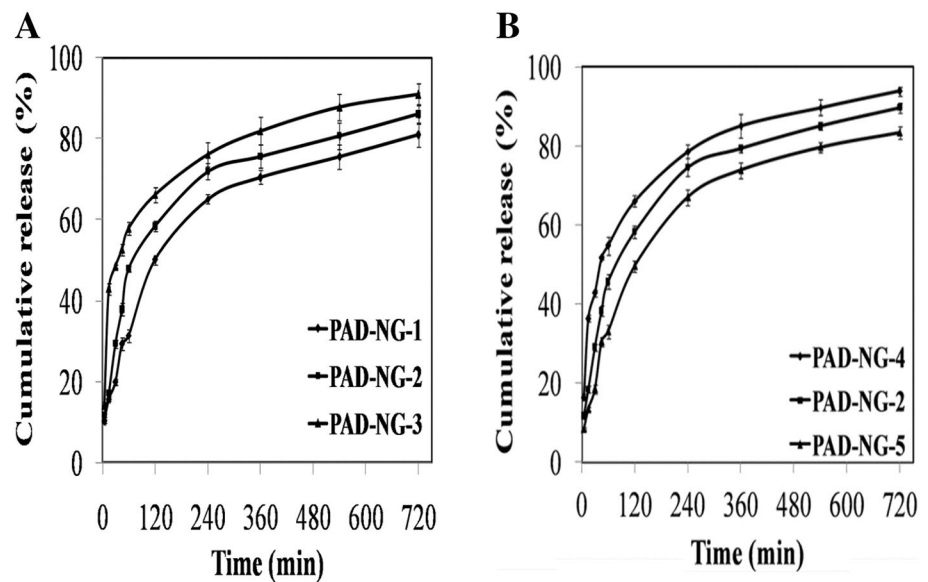 A
Cumulative release (%)
100
80
60
40
20
0
PAD-NG-1
PAD-NG-2
PAD-NG-3
0 120 240 360 480 600 720
Time (min)
B
Cumulative release (%)
100
80
60
40
20
0
PAD-NG-4
PAD-NG-2
PAD-NG-5
0 120 240 360 480 600 720
Time (min)